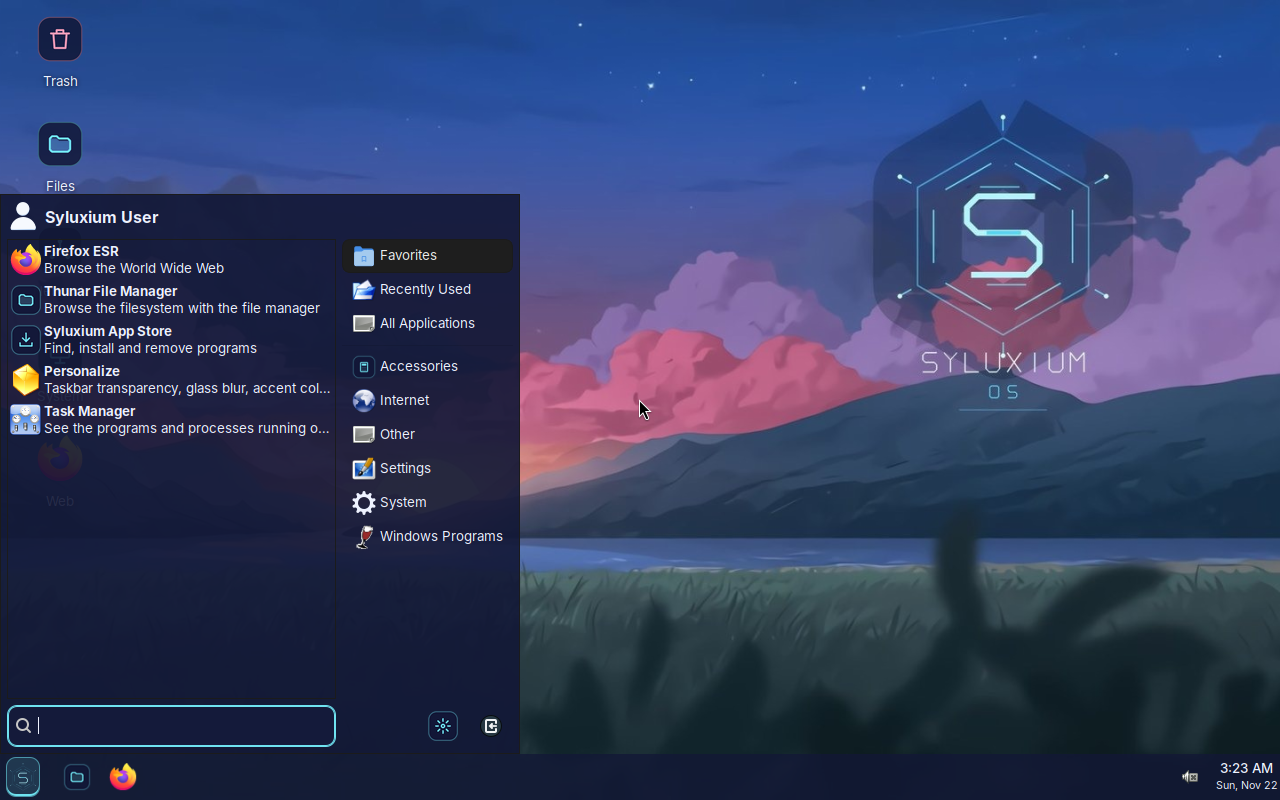 Trash
Files
Syluxium User
Firefox ESR
Browse the World Wide Web
Thunar File Manager
Browse the filesystem with the file manager
Syluxium App Store
Find, install and remove programs
Personalize
Taskbar transparency, glass blur, accent col...
Task Manager
See the programs and processes running o...
Web
Favorites
Recently Used
All Applications
Accessories
Internet
Other
Settings
System
Windows Programs
S
SYLUXIUM
OS
S
3:23 AM
Sun, Nov 22